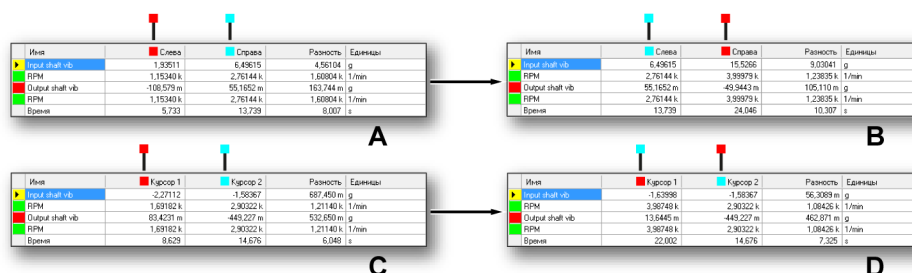 Имя Слева Справа Разность Единицы
Input shaft vib 1,93511 6,49615 4,56104 g
RPM 1,15340 k 2,76144 k 1,60804 k 1/min
Output shaft vib -108,579 m 55,1652 m 163,744 m g
RPM 1,15340 k 2,76144 k 1,60804 k 1/min
Время 5,733 13,739 8,007 s
A
Имя Слева Справа Разность Единицы
Input shaft vib 6,49615 15,5266 9,03041 g
RPM 2,76144 k 3,99979 k 1,23835 k 1/min
Output shaft vib 55,1652 m -49,9443 m 105,110 m g
RPM 2,76144 k 3,99979 k 1,23835 k 1/min
Время 13,739 24,046 10,307 s
B
Имя Курсор 1 Курсор 2 Разность Единицы
Input shaft vib -2,27112 -1,58367 687,450 m g
RPM 1,69182 k 2,90322 k 1,21140 k 1/min
Output shaft vib 83,4231 m -449,227 m 532,650 m g
RPM 1,69182 k 2,90322 k 1,21140 k 1/min
Время 8,629 14,676 6,048 s
C
Имя Курсор 1 Курсор 2 Разность Единицы
Input shaft vib -1,63998 -1,58367 56,3089 m g
RPM 3,98748 k 2,90322 k 1,08426 k 1/min
Output shaft vib 13,6445 m -449,227 m 462,871 m g
RPM 3,98748 k 2,90322 k 1,08426 k 1/min
Время 22,002 14,676 7,325 s
D